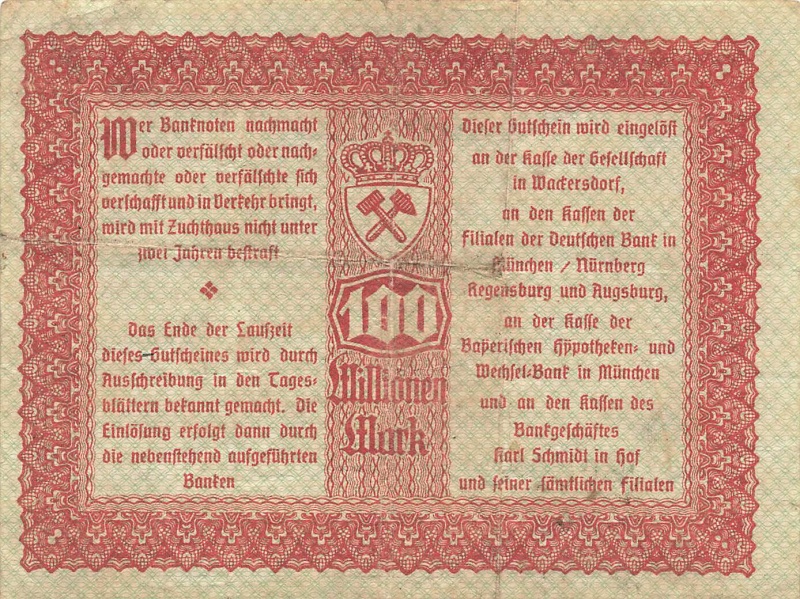 Wer Banknoten nachmacht
oder verfälscht oder nach-
gemachte oder verfälschte sich
verschafft und in Verkehr bringt,
wird mit Zuchthaus nicht unter
zwei Jahren bestraft
Das Ende der Laufzeit
dieses Gutscheines wird durch
Ausschreibung in den Tages-
blättern bekannt gemacht. Die
Einlösung erfolgt dann durch
die nebenstehend aufgeführten
Banken
100
Millionen
Mark
Dieser Gutschein wird eingelöst
an der Kasse der Gesellschaft
in Wackersdorf,
an den Kassen der
Filialen der Deutschen Bank in
München / Nürnberg
Regensburg und Augsburg,
an der Kasse der
Bayerischen Hypotheken- und
Wechsel-Bank in München
und an den Kassen des
Bankgeschäftes
Karl Schmidt in Hof
und seiner sämtlichen Filialen